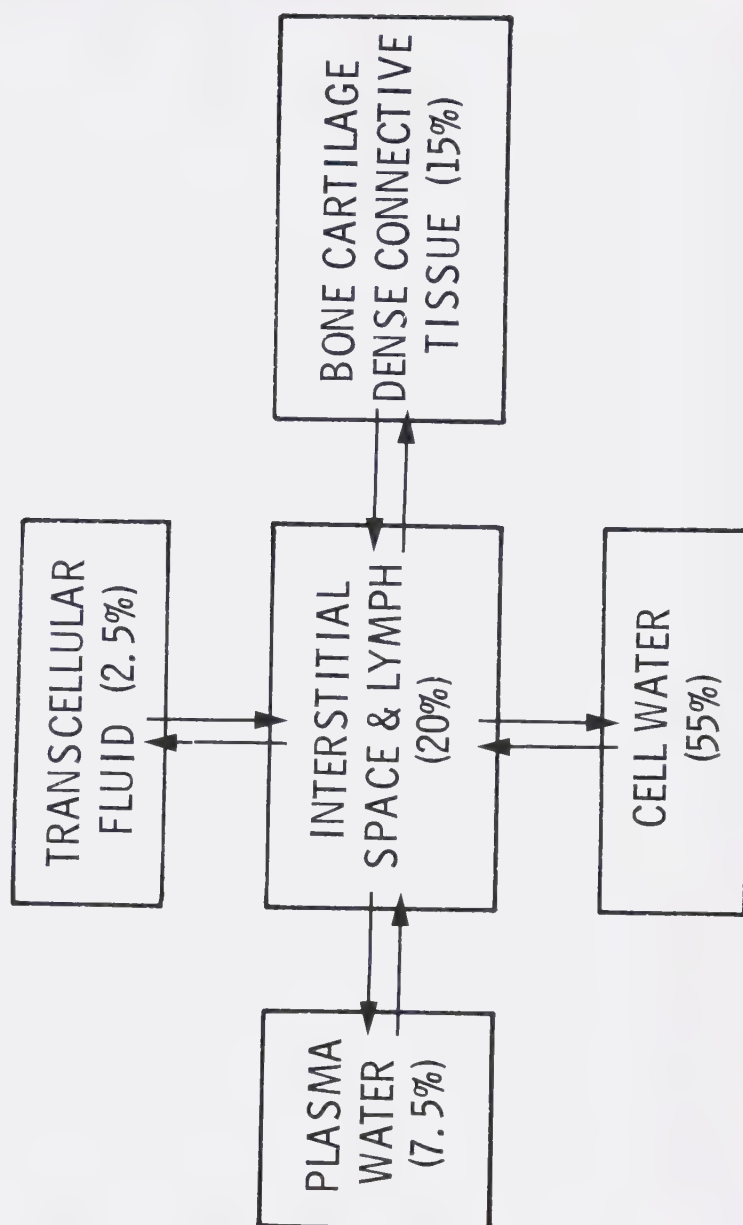 TRANSCELLULAR
FLUID (2.5%)
PLASMA
WATER
(7.5%)
INTERSTITIAL
SPACE & LYMPH
(20%)
BONE CARTILAGE
DENSE CONNECTIVE
TISSUE (15%)
CELL WATER
(55%)